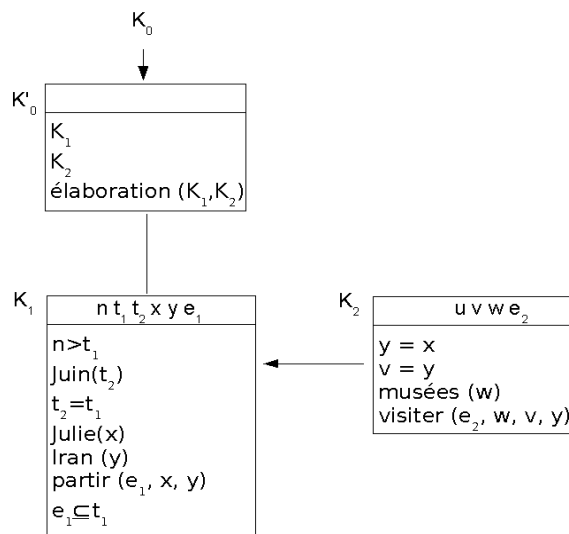 K₀
K'₀
K₁
K₂
élaboration (K₁,K₂)
K₁
n t₁ t₂ x y e₁
n>t₁
Juin(t₂)
t₂=t₁
Julie(x)
Iran (y)
partir (e₁, x, y)
e₁⊆t₁
K₂
u v w e₂
y = x
v = y
musées (w)
visiter (e₂, w, v, y)